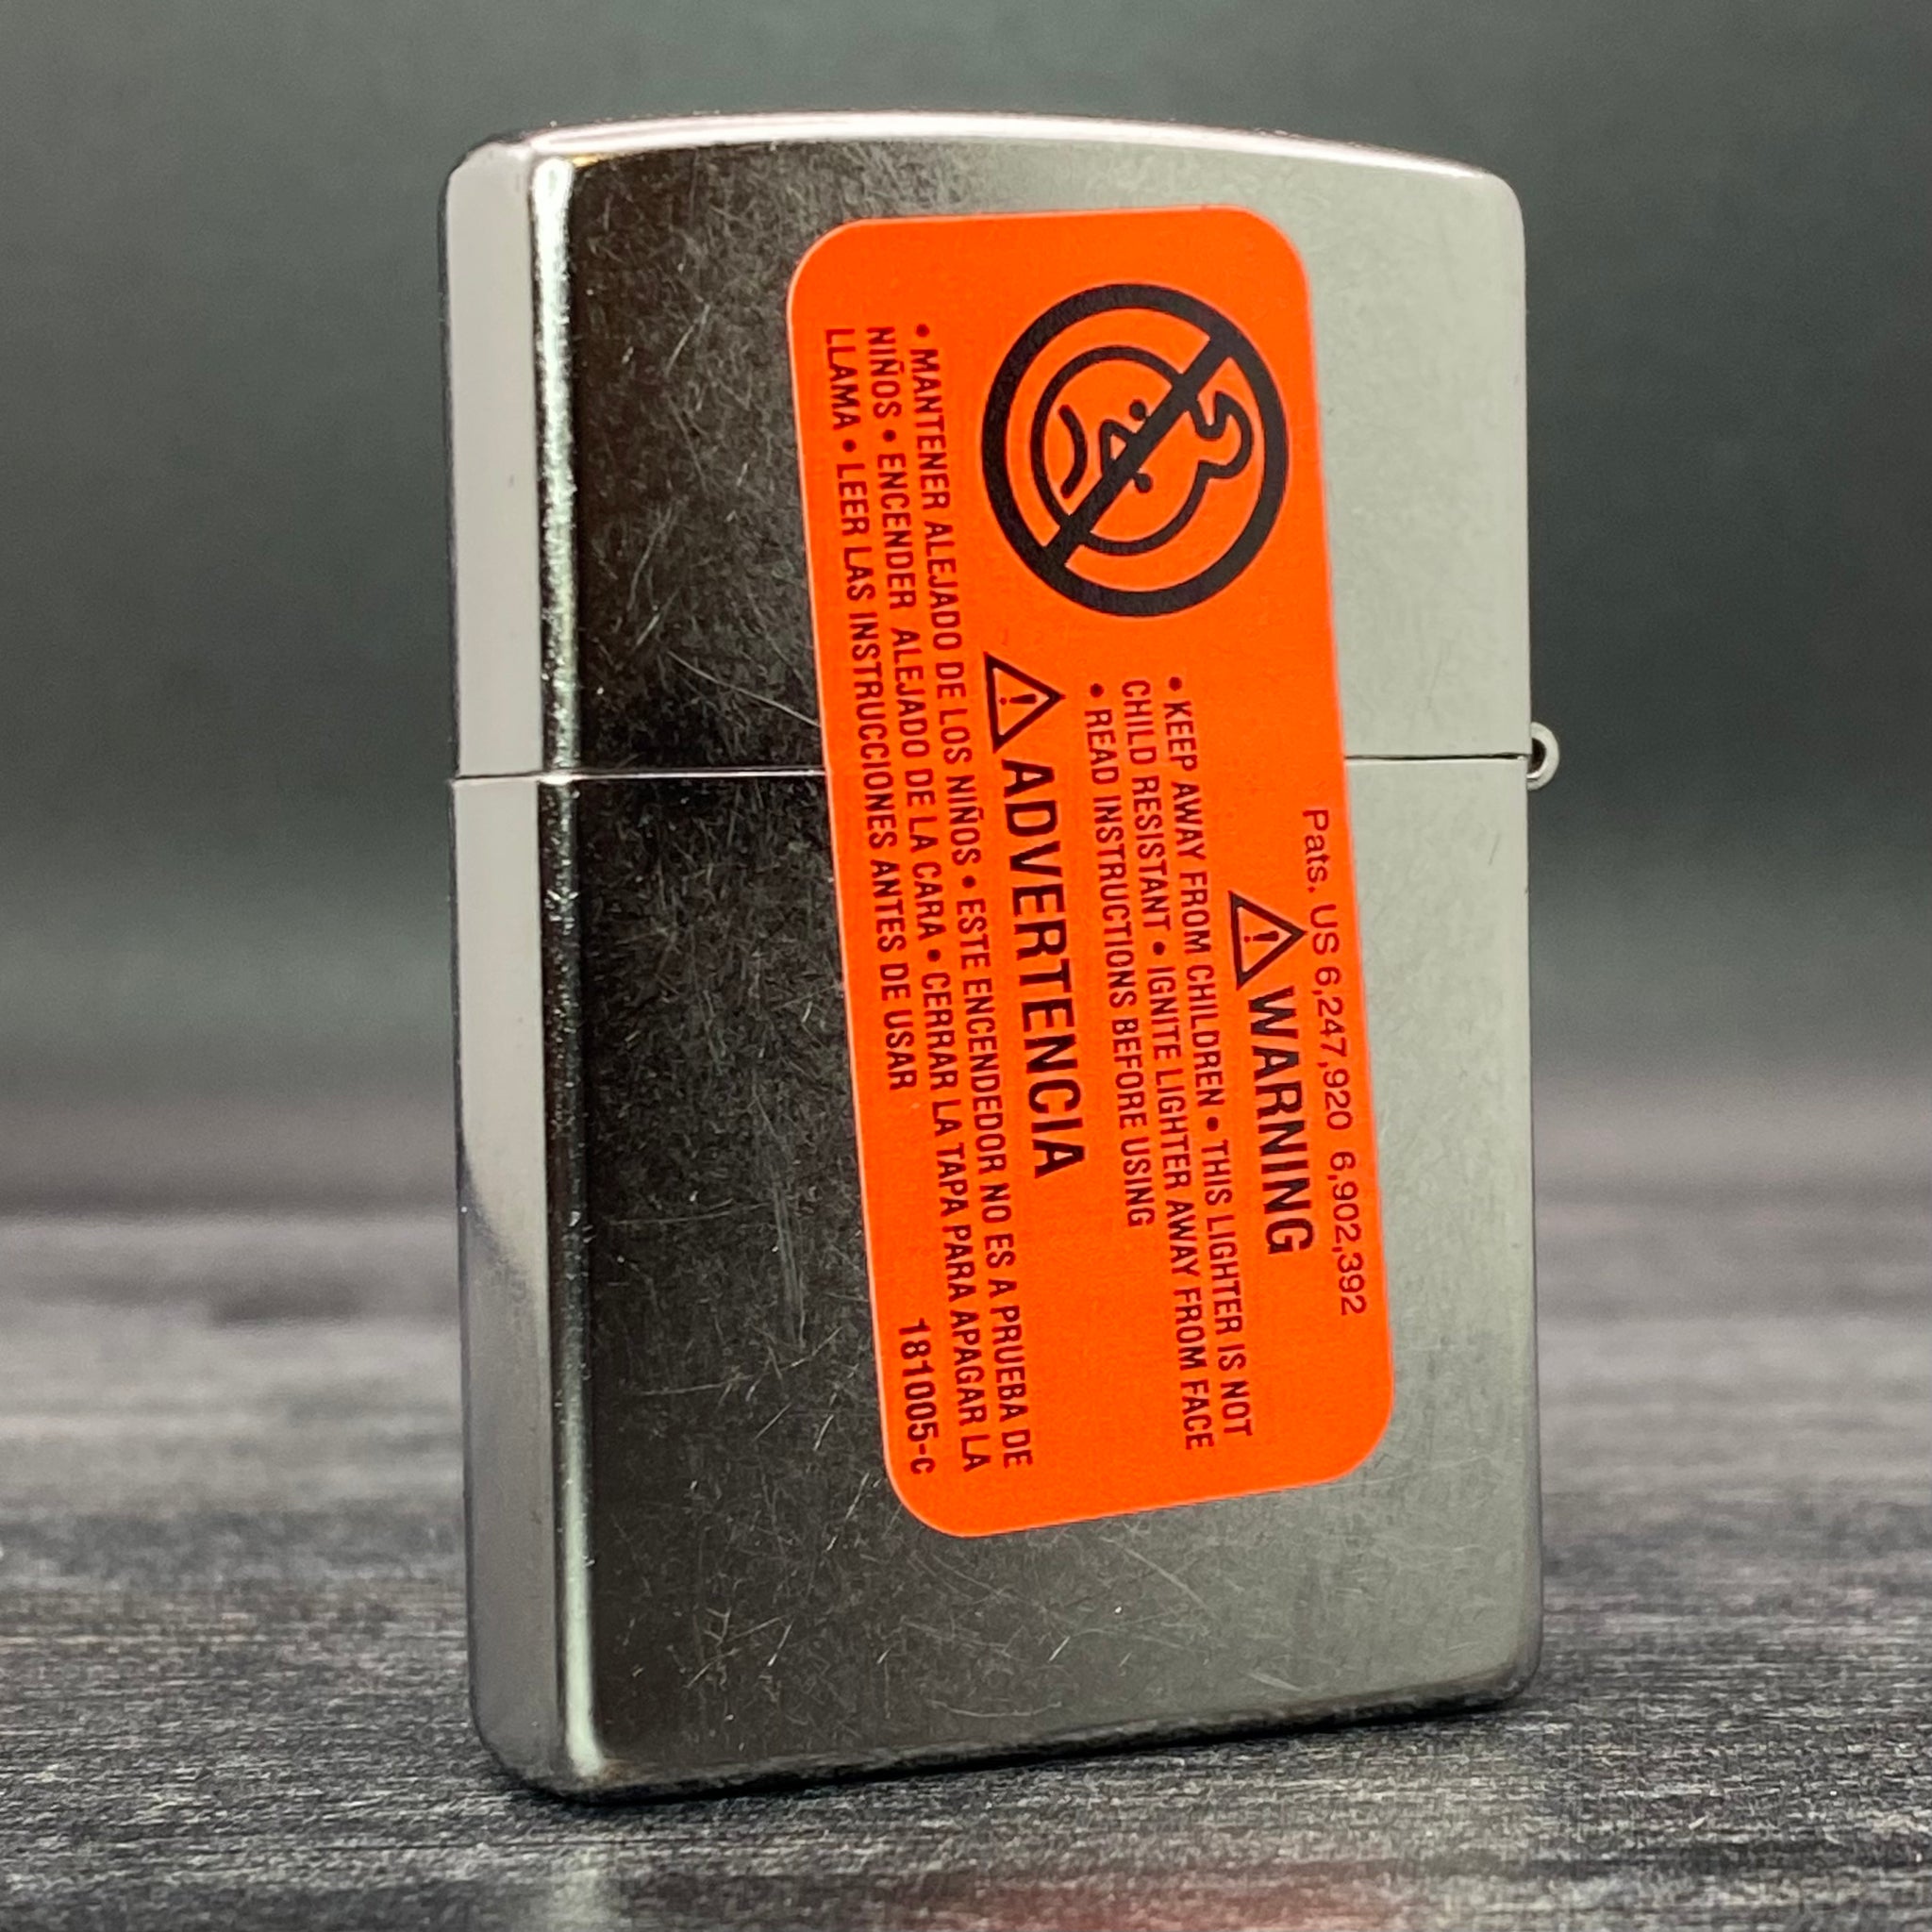 Pats. US 6,247,920 6,902,392
WARNING
• KEEP AWAY FROM CHILDREN • THIS LIGHTER IS NOT
CHILD RESISTANT • IGNITE LIGHTER AWAY FROM FACE
• READ INSTRUCTIONS BEFORE USING
ADVERTENCIA
• MANTENER ALEJADO DE LOS NIÑOS • ESTE ENCENDEDOR NO ES A PRUEBA DE
NIÑOS • ENCENDER ALEJADO DE LA CARA • CERRAR LA TAPA PARA APAGAR LA
LLAMA • LEER LAS INSTRUCCIONES ANTES DE USAR
181005-c